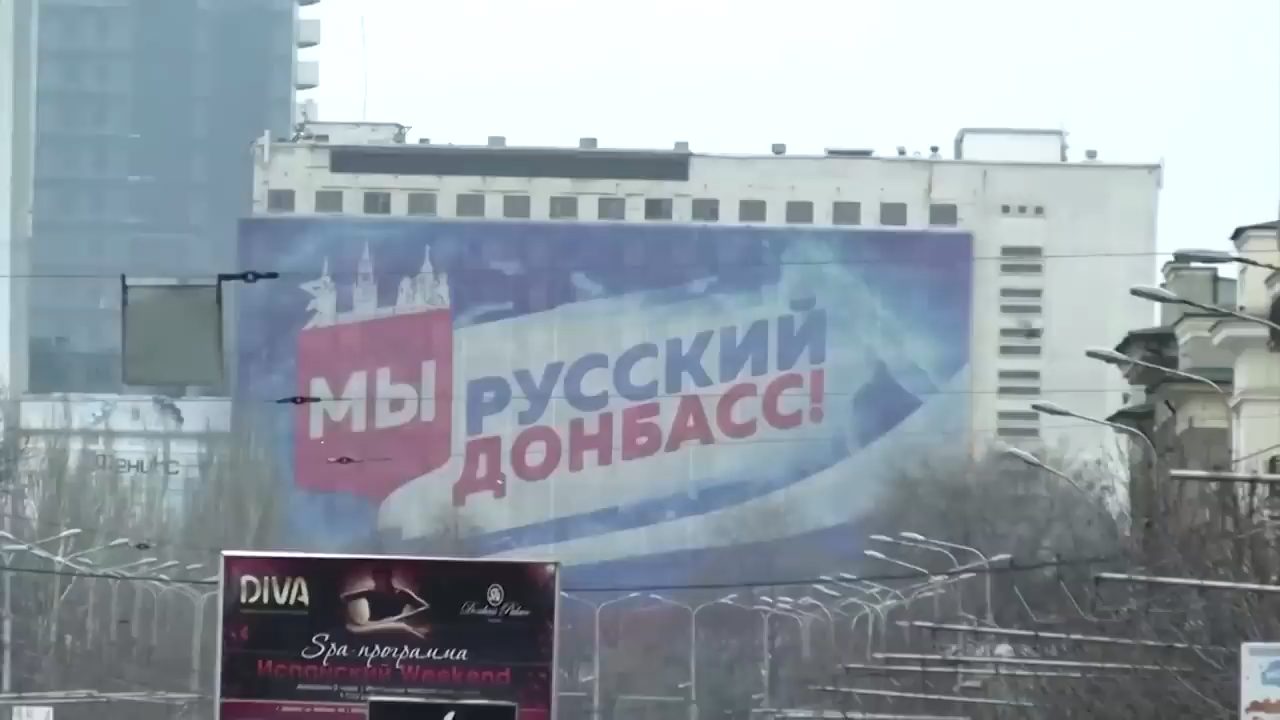 МЫ
РУССКИЙ
ДОНБАСС!
DIVA
Spa-программа
Испанский Weekend